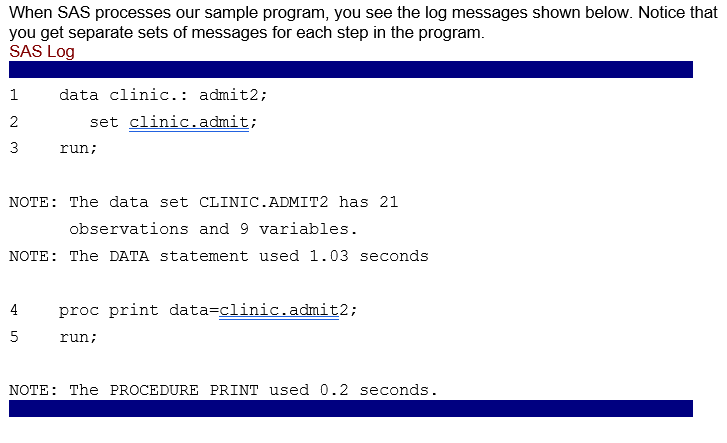 When SAS processes our sample program, you see the log messages shown below. Notice that
you get separate sets of messages for each step in the program.
SAS Log
1 data clinic.: admit2;
2 set clinic.admit;
3 run;
NOTE: The data set CLINIC.ADMIT2 has 21
observations and 9 variables.
NOTE: The DATA statement used 1.03 seconds
4 proc print data=clinic.admit2;
5 run;
NOTE: The PROCEDURE PRINT used 0.2 seconds.